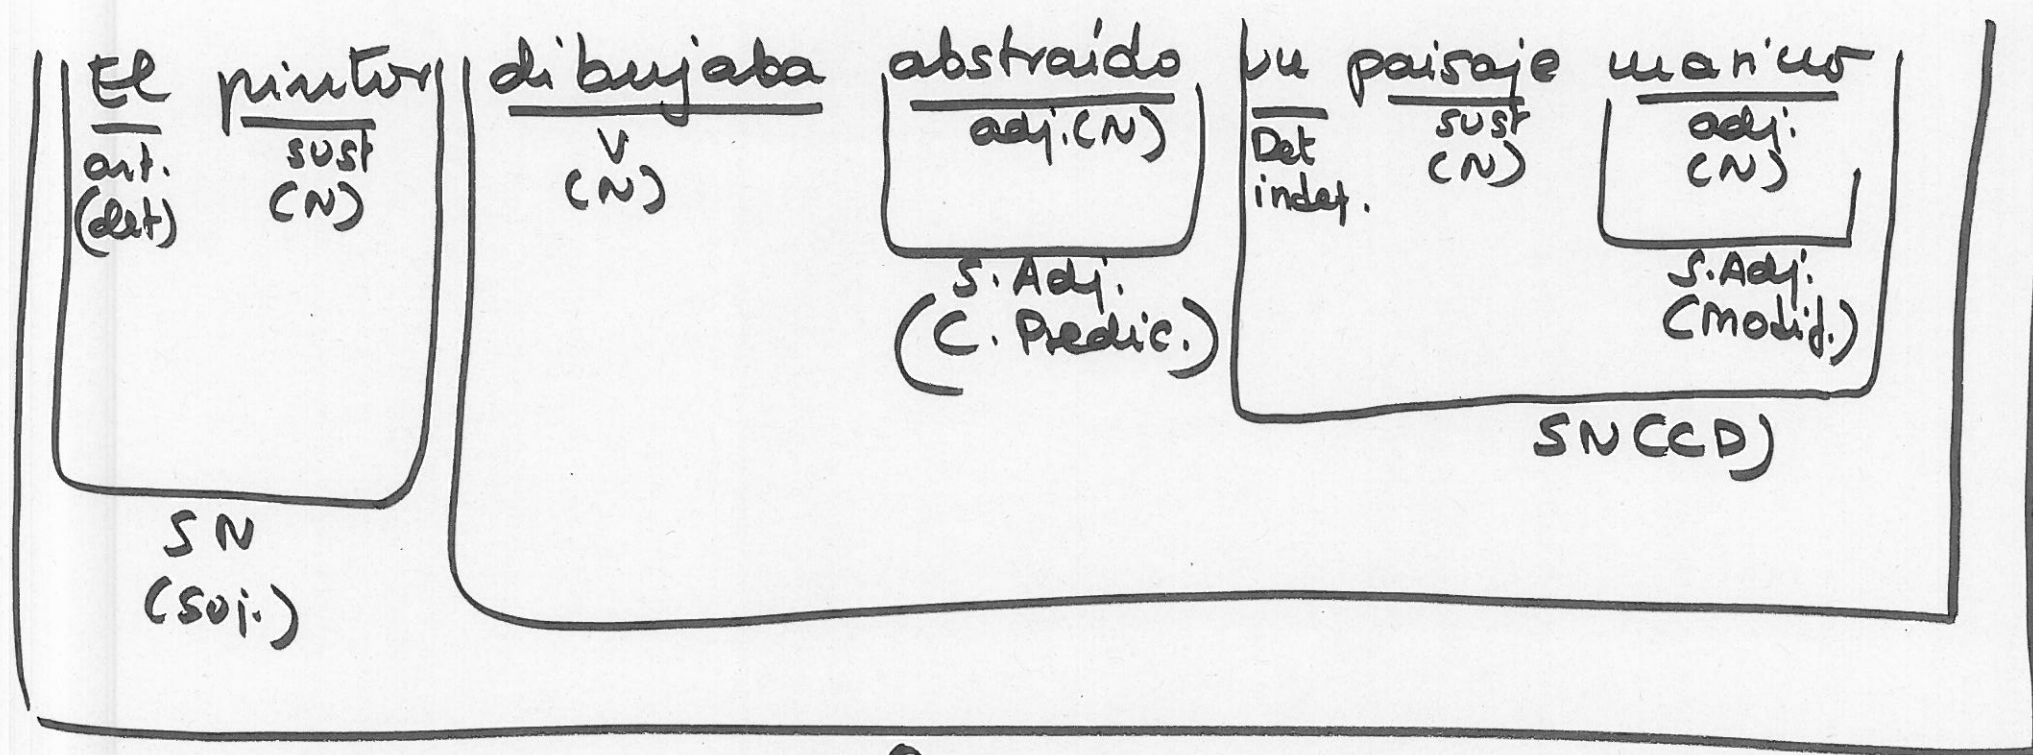 El pintor dibujaba abstraído un paisaje marino
art. sust V adj. (N) Det sust adj.
(det) (N) (N) indef. (N) (N)
S. Adj. S. Adj.
(C. Predic.) (Modif.)
SN (CD)
SN
(Suj.)